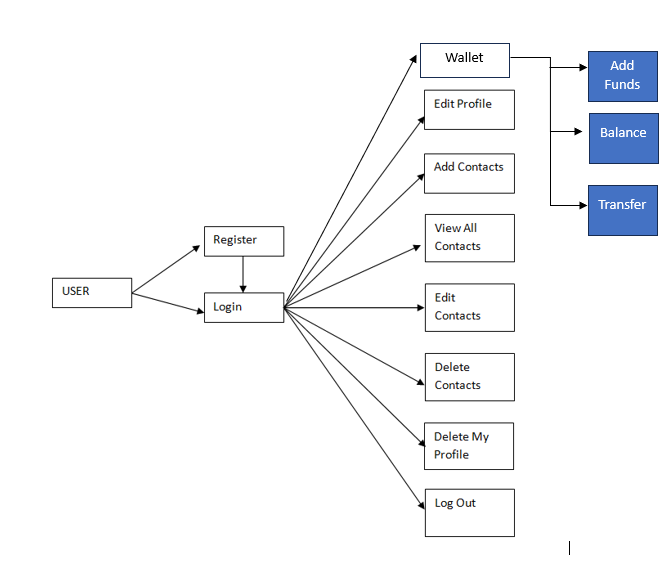 Wallet
Add
Funds
Edit Profile
Balance
Add Contacts
Transfer
View All
Contacts
Register
USER
Login
Edit
Contacts
Delete
Contacts
Delete My
Profile
Log Out